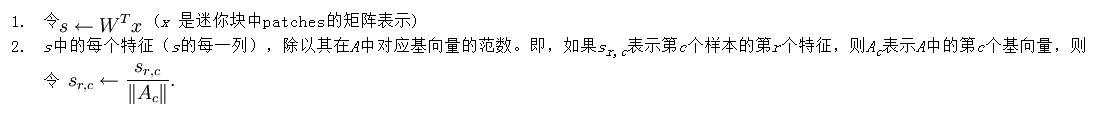 1. 令s ← W^T x (x 是迷你块中patches的矩阵表示)
2. s中的每个特征（s的每一列），除以其在A中对应基向量的范数。即，如果s_{r,c}表示第c个样本的第r个特征，则A_c表示A中的第c个基向量，则
令 s_{r,c} ← \frac{s_{r,c}}{\|A_c\|}.